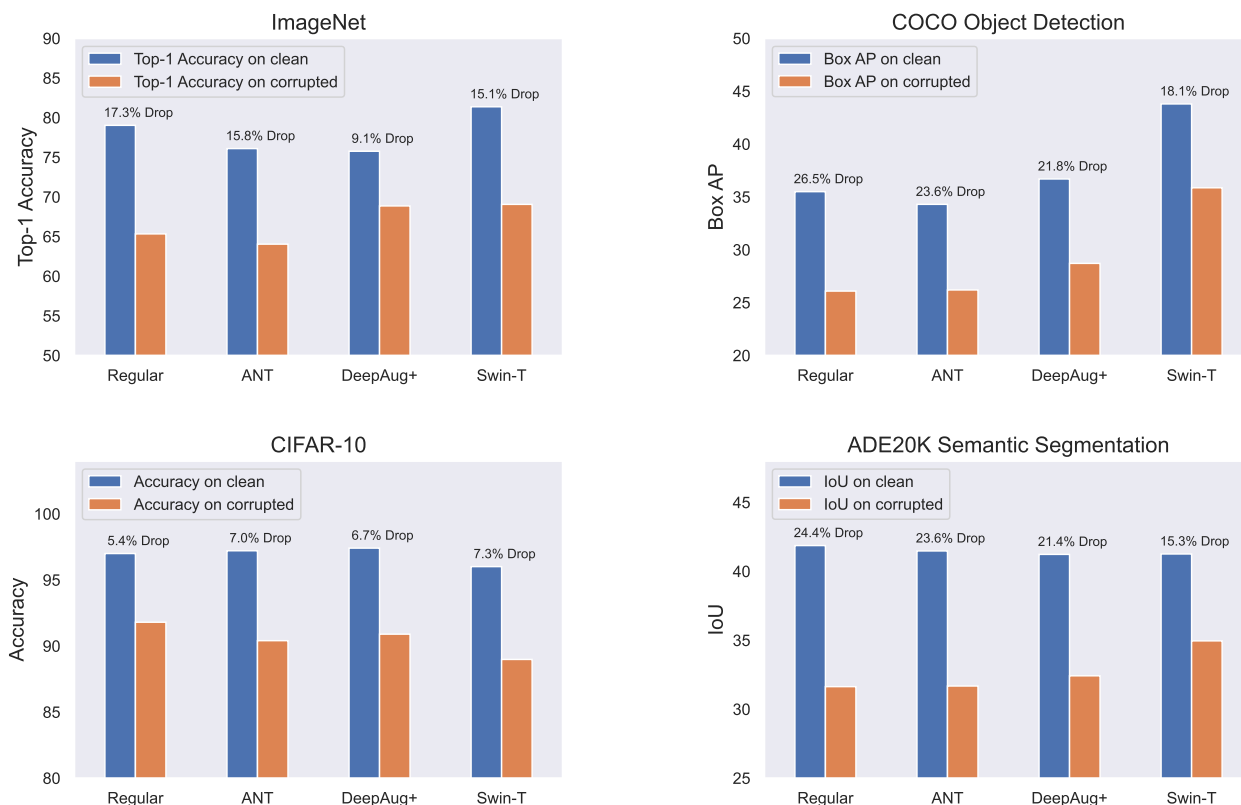 ImageNet
90
85
80
75
70
65
60
55
50
Top-1 Accuracy
Top-1 Accuracy on clean
Top-1 Accuracy on corrupted
17.3% Drop
15.8% Drop
9.1% Drop
15.1% Drop
Regular
ANT
DeepAug+
Swin-T
COCO Object Detection
50
45
40
35
30
25
20
Box AP
Box AP on clean
Box AP on corrupted
26.5% Drop
23.6% Drop
21.8% Drop
18.1% Drop
Regular
ANT
DeepAug+
Swin-T
CIFAR-10
100
95
90
85
80
Accuracy
Accuracy on clean
Accuracy on corrupted
5.4% Drop
7.0% Drop
6.7% Drop
7.3% Drop
Regular
ANT
DeepAug+
Swin-T
ADE20K Semantic Segmentation
45
40
35
30
25
IoU
IoU on clean
IoU on corrupted
24.4% Drop
23.6% Drop
21.4% Drop
15.3% Drop
Regular
ANT
DeepAug+
Swin-T